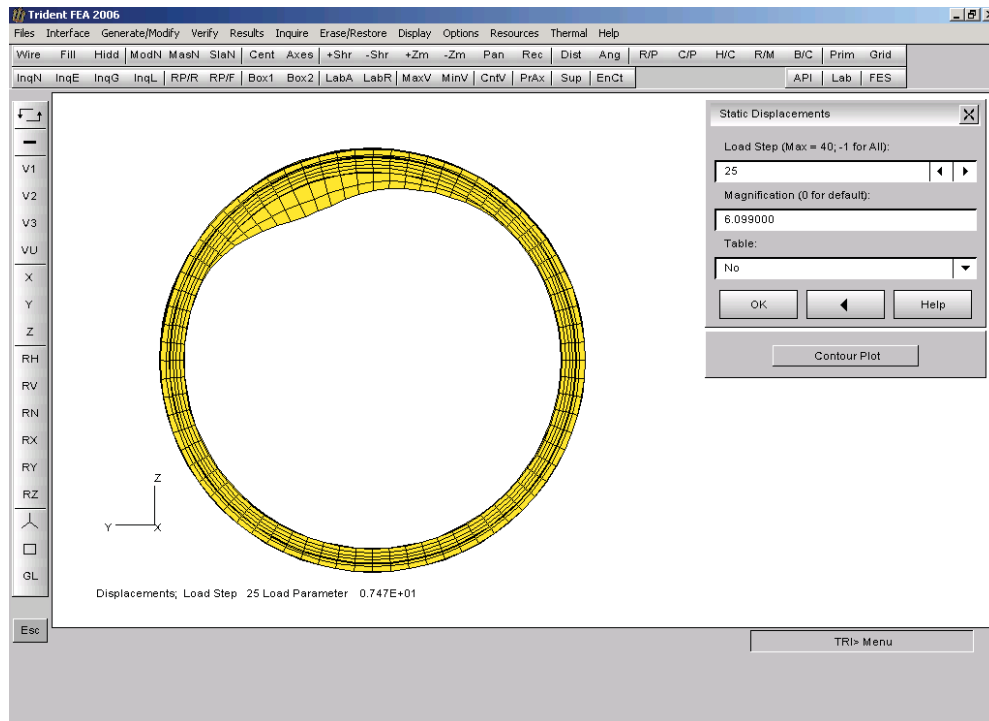 Trident FEA 2006
Files Interface Generate/Modify Verify Results Inquire Erase/Restore Display Options Resources Thermal Help
Wire Fill Hidd ModN MasN SlaN Cent Axes +Shr -Shr +Zm -Zm Pan Rec Dist Ang R/P C/P H/C R/M B/C Prim Grid
InqN InqE InqG InqL RP/R RP/F Box1 Box2 LabA LabR MaxV MinV CntV PrAx Sup EnCt API Lab FES
V1
V2
V3
VU
X
Y
Z
RH
RV
RN
RX
RY
RZ
GL
Esc
Static Displacements
Load Step (Max = 40; -1 for All):
25
Magnification (0 for default):
6.099000
Table:
No
OK Help
Contour Plot
Z
Y X
Displacements; Load Step 25 Load Parameter 0.747E+01
TRI> Menu